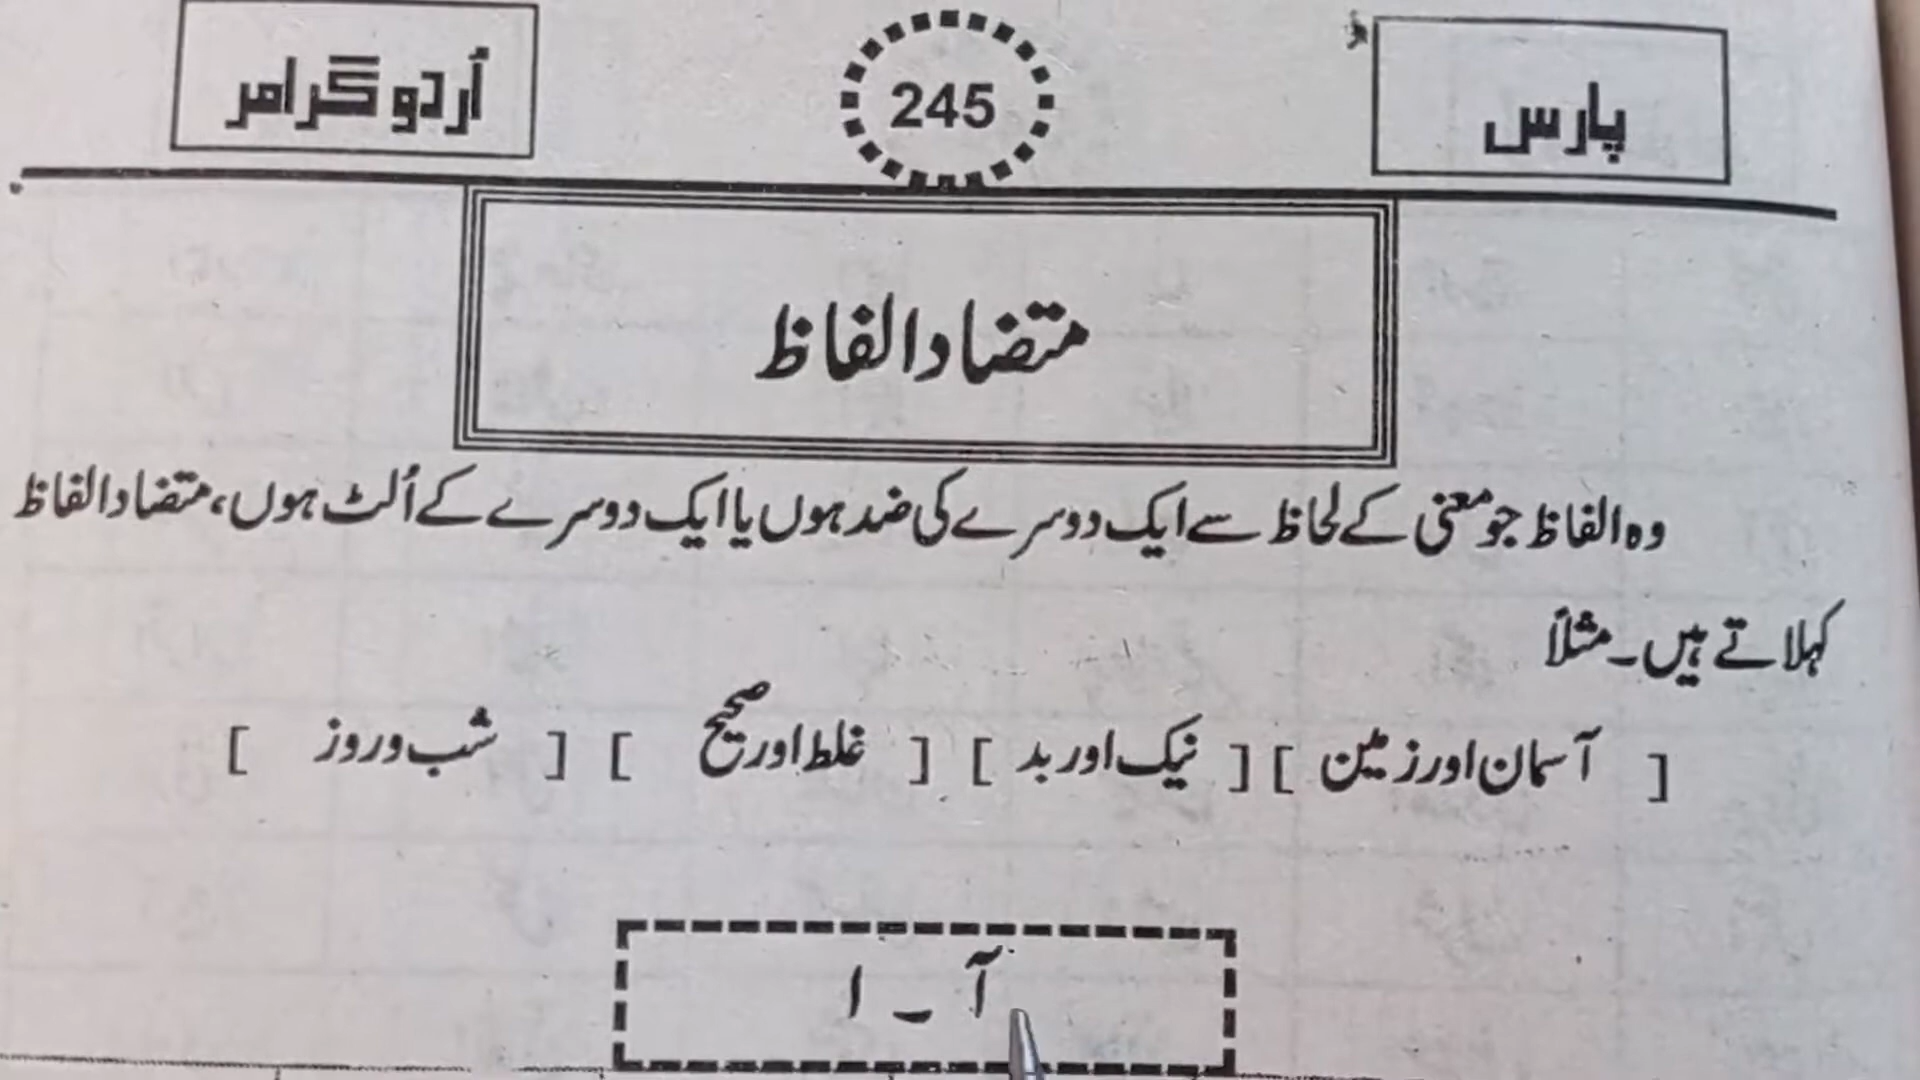 پارس 245 اُردو گرامر
متضاد الفاظ
وہ الفاظ جو معنی کے لحاظ سے ایک دوسرے کی ضد ہوں یا ایک دوسرے کے اُلٹ ہوں، متضاد الفاظ
کہلاتے ہیں۔ مثلاً
[ آسمان اور زمین ] [ نیک اور بد ] [ غلط اور صحیح ] [ شب و روز ]
آ ۔ ا